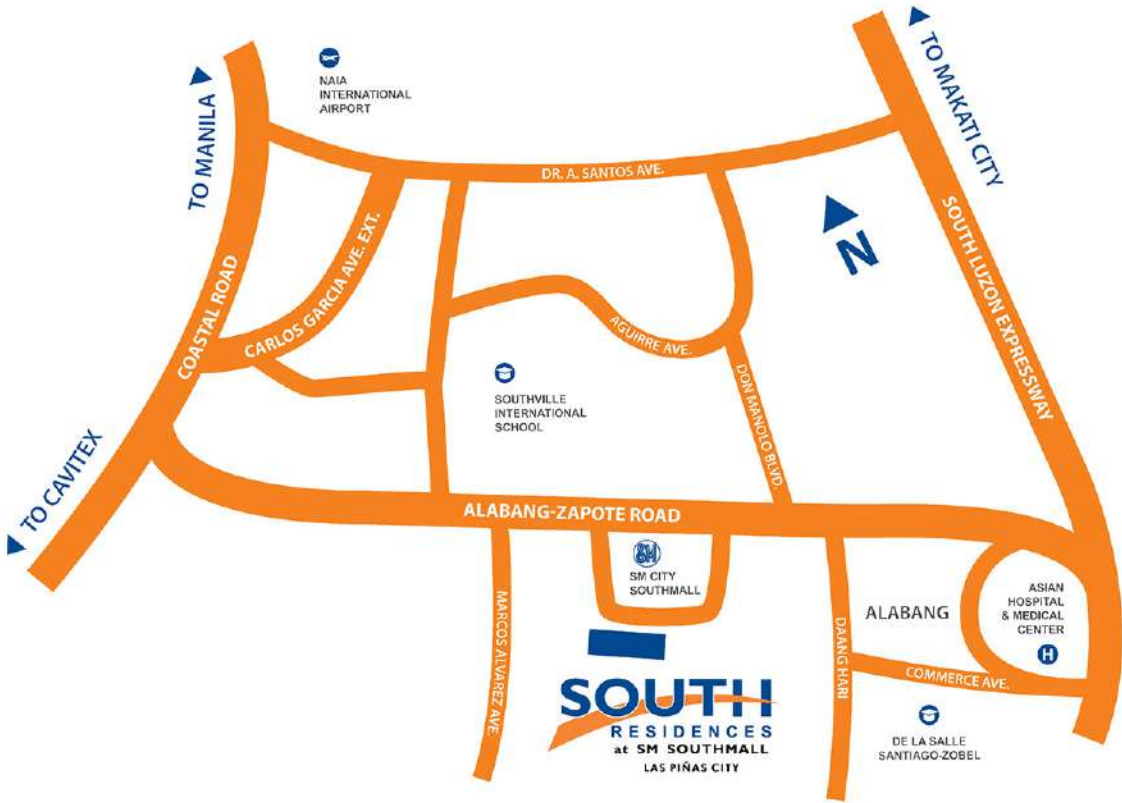 NAIA
INTERNATIONAL
AIRPORT
TO MANILA
TO MAKATI CITY
DR. A. SANTOS AVE.
N
CARLOS GARCIA AVE. EXT.
COASTAL ROAD
SOUTH LUZON EXPRESSWAY
AGUIRRE AVE.
DON MANOLO BLVD.
SOUTHVILLE
INTERNATIONAL
SCHOOL
TO CAVITEX
ALABANG-ZAPOTE ROAD
SM
SM CITY
SOUTHMALL
MARCOS ALVAREZ AVE.
DAANG HARI
ALABANG
ASIAN
HOSPITAL
& MEDICAL
CENTER
H
COMMERCE AVE.
DE LA SALLE
SANTIAGO-ZOBEL
SOUTH
RESIDENCES
at SM SOUTHMALL
LAS PIÑAS CITY